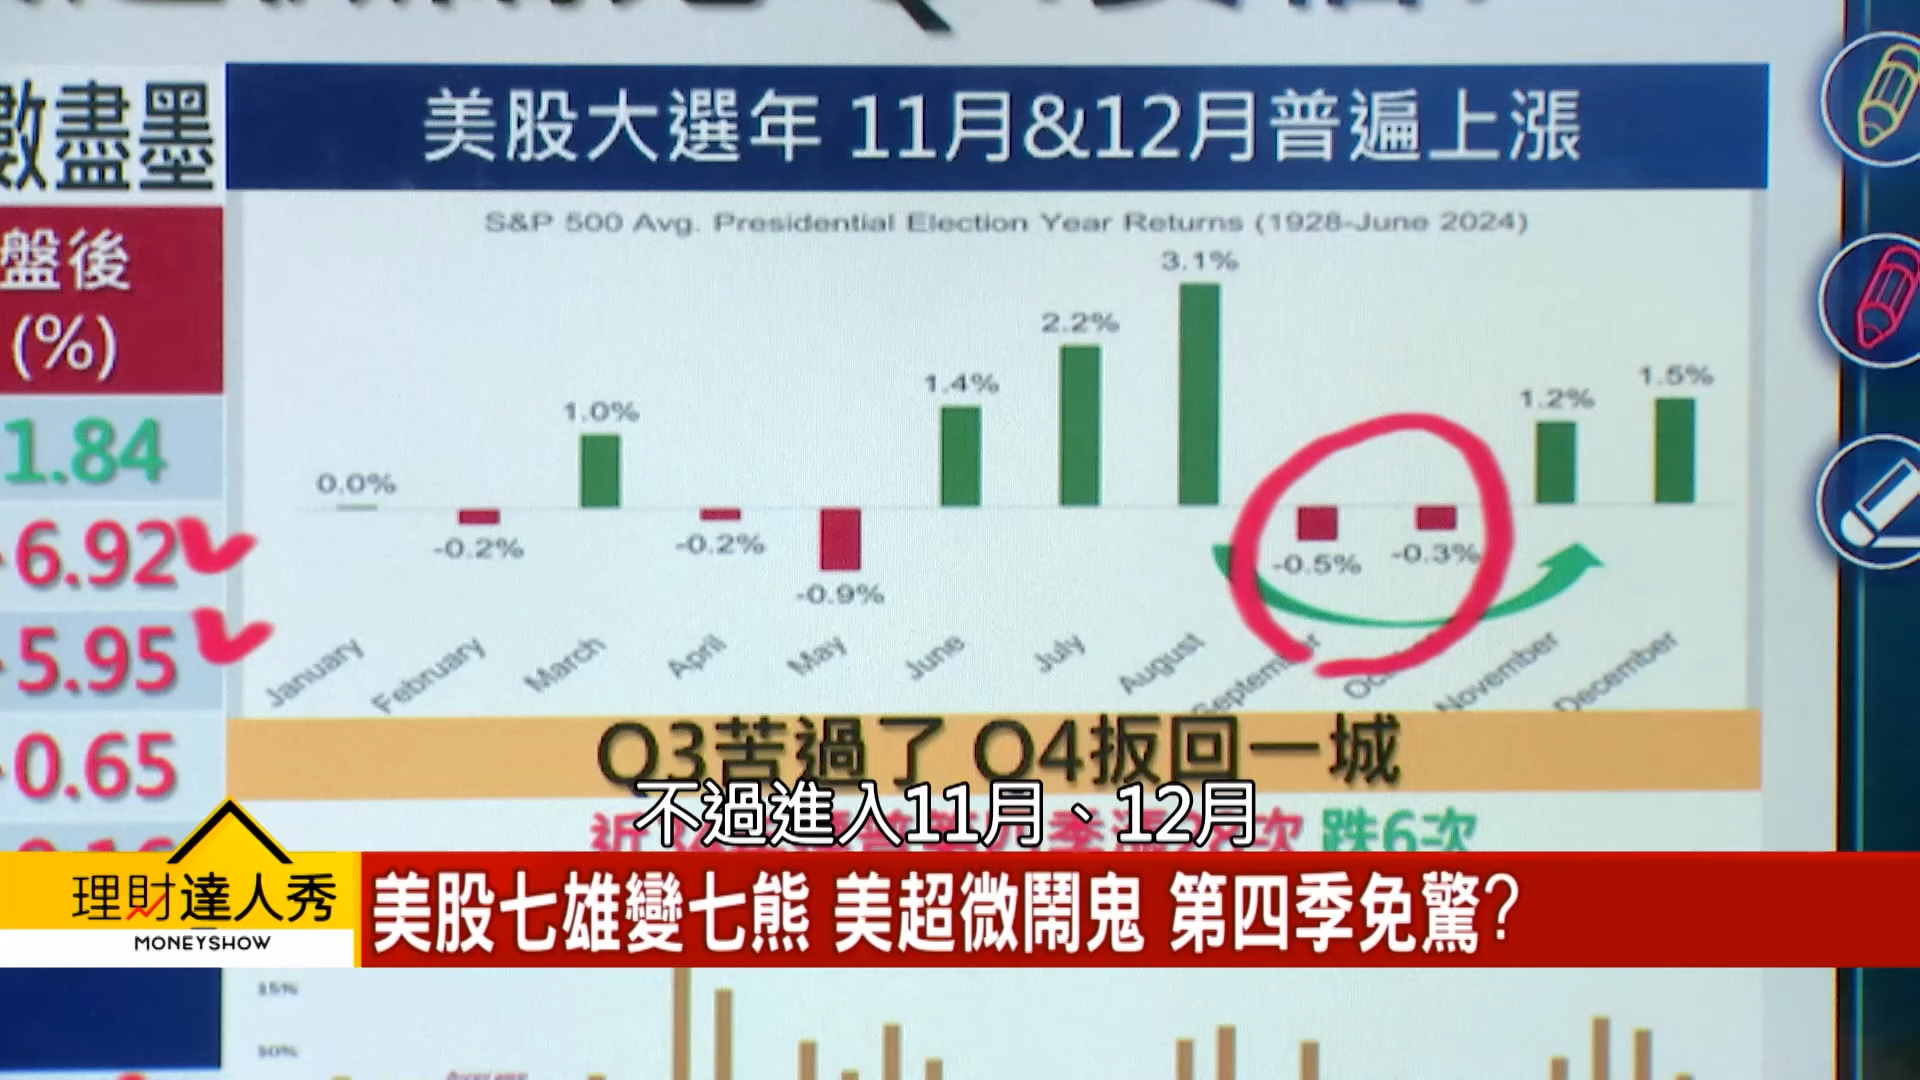 數盡墨
美股大選年 11月&12月普遍上漲
盤後
(%)
1.84
-6.92
-5.95
-0.65
S&P 500 Avg. Presidential Election Year Returns (1928-June 2024)
0.0%
-0.2%
1.0%
-0.2%
-0.9%
1.4%
2.2%
3.1%
-0.5%
-0.3%
1.2%
1.5%
January
February
March
April
May
June
July
August
September
November
December
Q3苦過了 Q4扳回一城
不過進入11月、12月
跌6次
理財達人秀
MONEYSHOW
美股七雄變七熊 美超微鬧鬼 第四季免驚?
15%
10%
Average